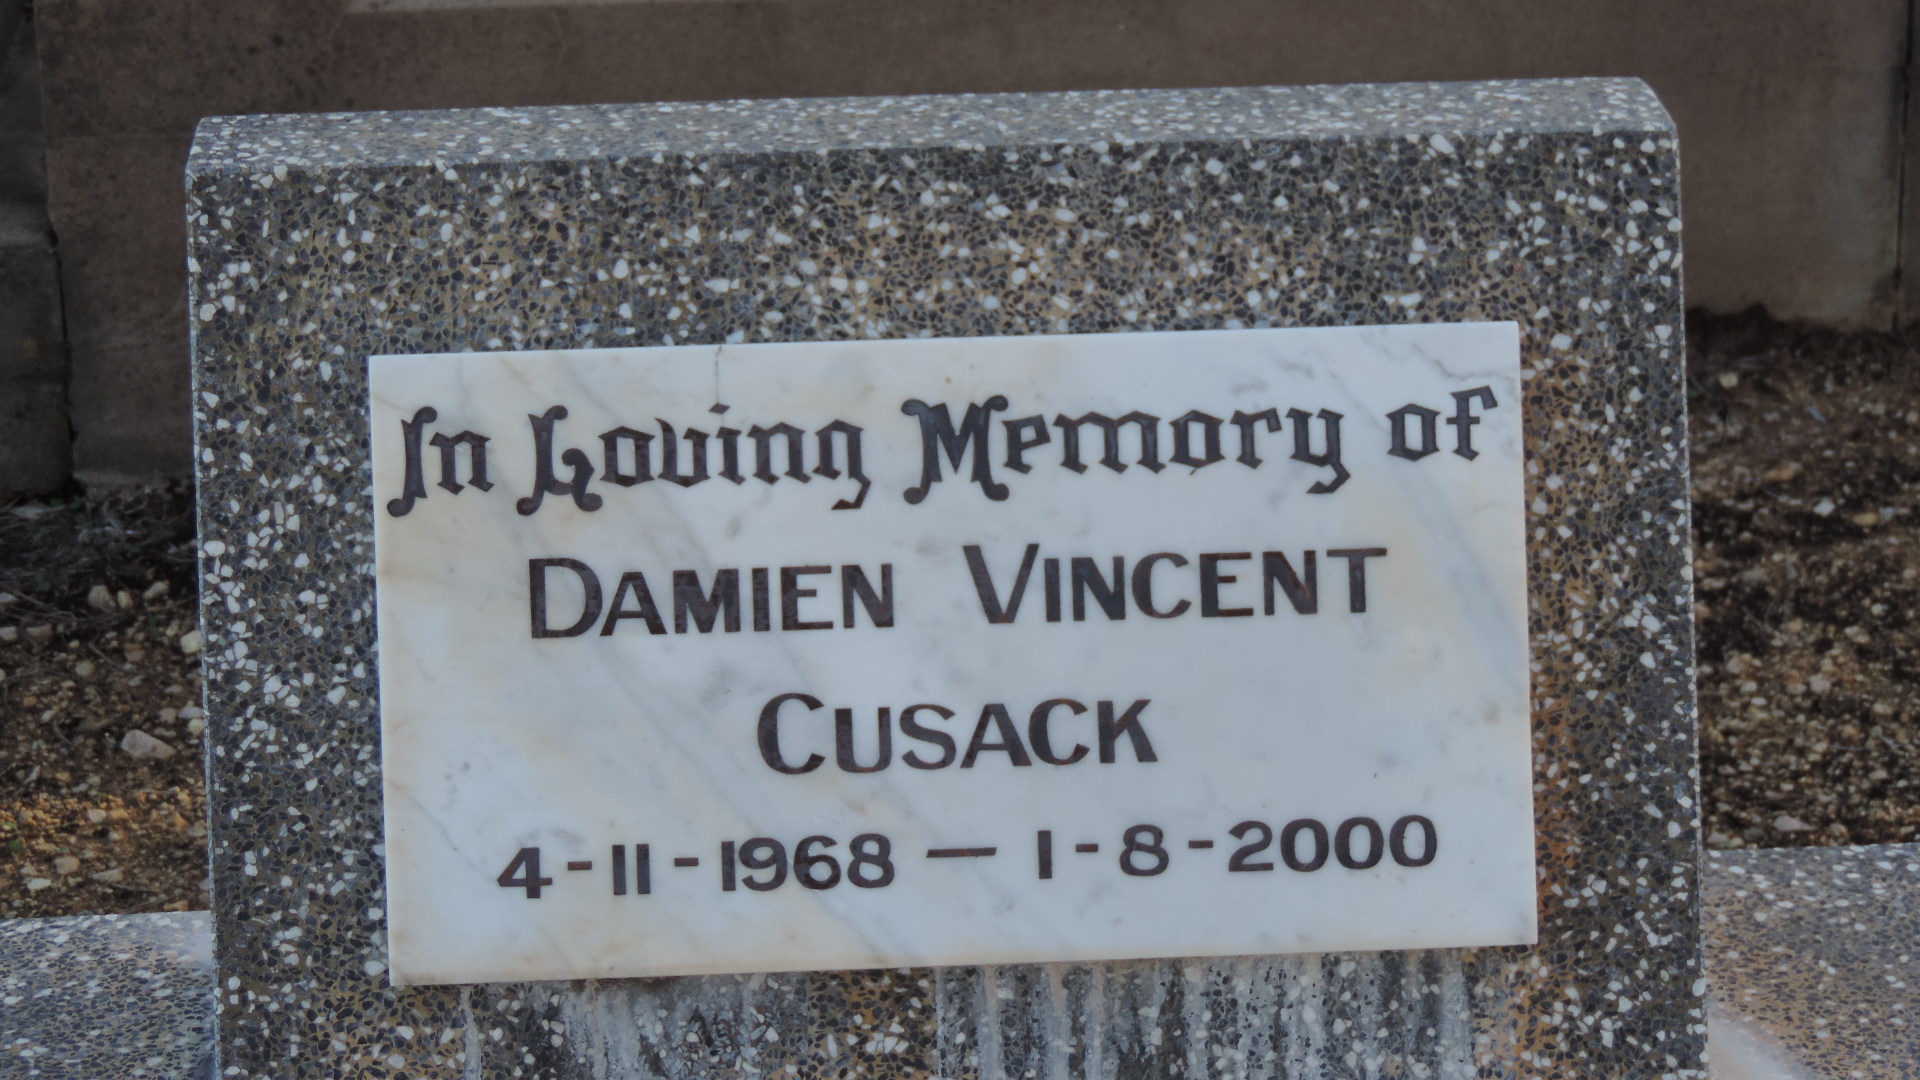 In Loving Memory of
DAMIEN VINCENT
CUSACK
4-11-1968 — 1-8-2000